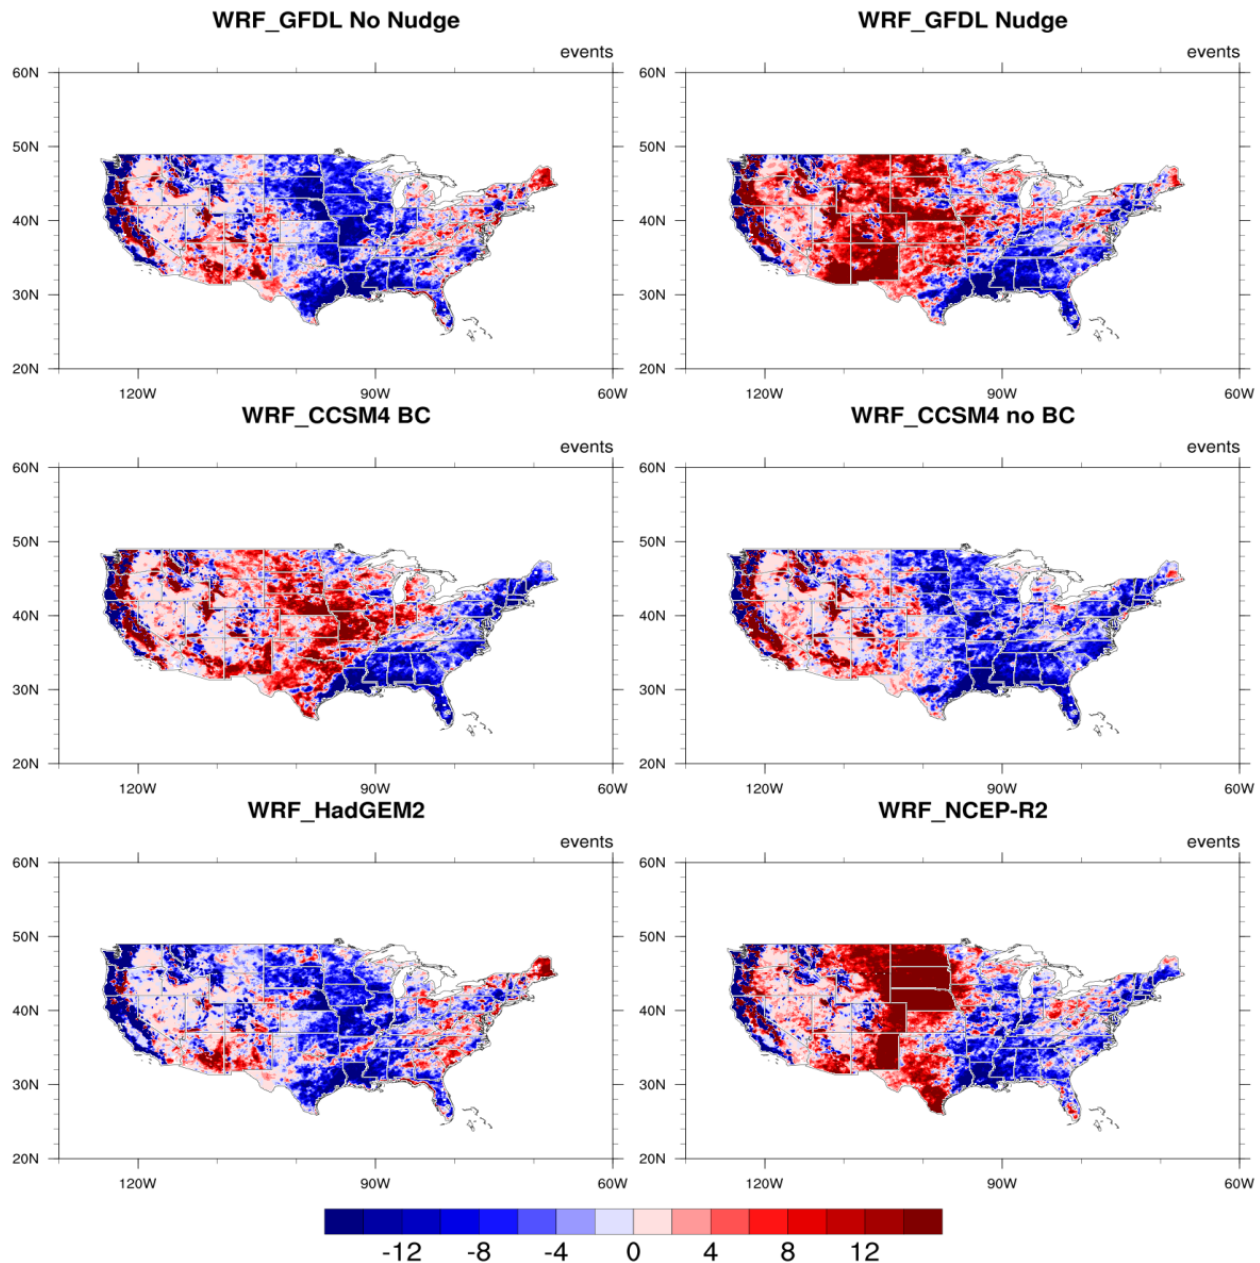 WRF_GFDL No Nudge
WRF_GFDL Nudge
events
events
60N
60N
50N
50N
40N
40N
30N
30N
20N
20N
120W
90W
60W
120W
90W
60W
WRF_CCSM4 BC
WRF_CCSM4 no BC
events
events
60N
60N
50N
50N
40N
40N
30N
30N
20N
20N
120W
90W
60W
120W
90W
60W
WRF_HadGEM2
WRF_NCEP-R2
events
events
60N
60N
50N
50N
40N
40N
30N
30N
20N
20N
120W
90W
60W
120W
90W
60W
-12 -8 -4 0 4 8 12